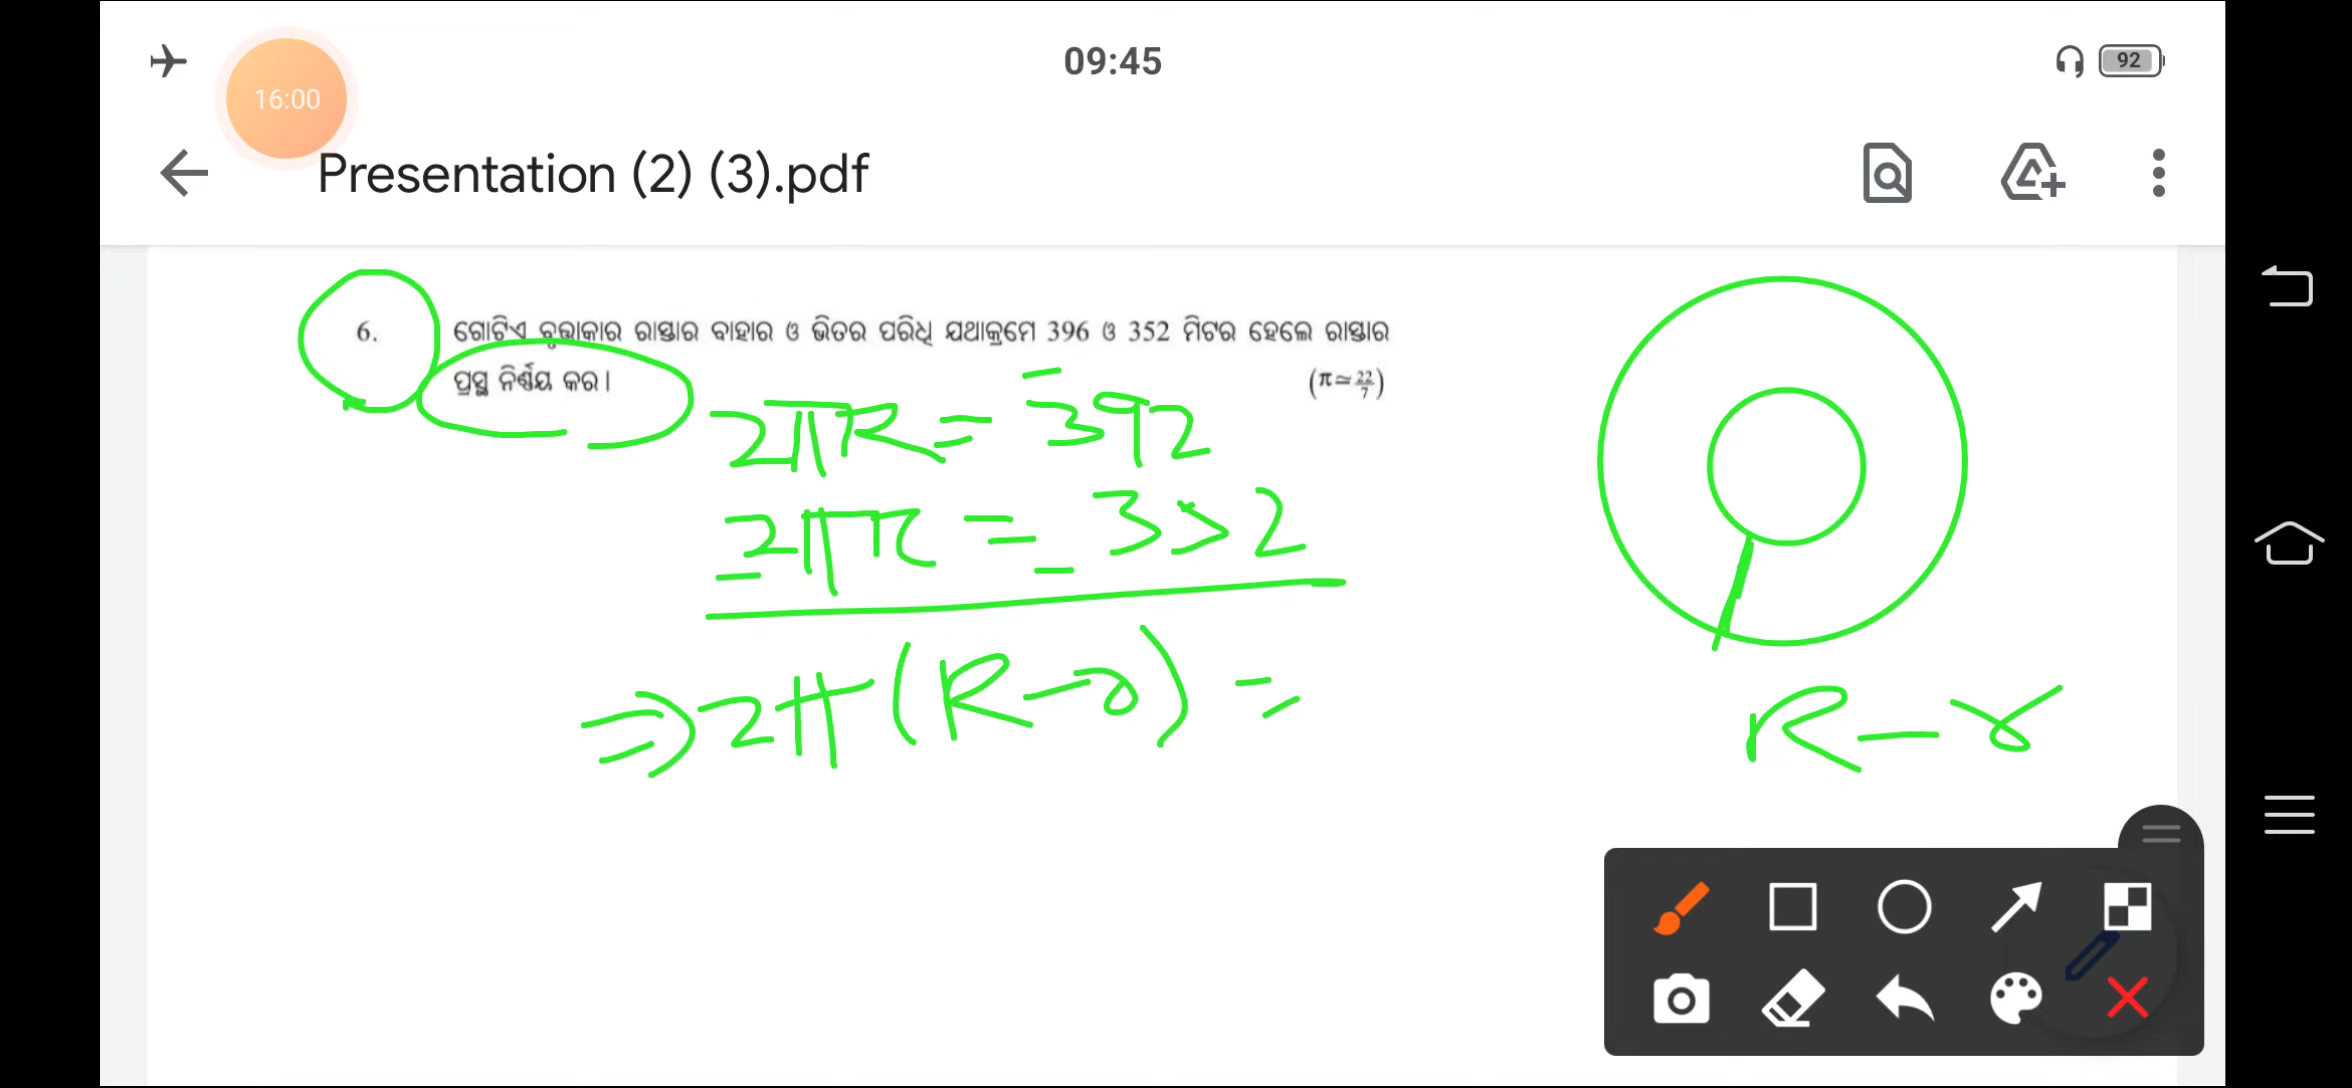 09:45
92
16:00
Presentation (2) (3).pdf
6. ଗୋଟିଏ ବୃତ୍ତାକାର ରାସ୍ତାର ବାହାର ଓ ଭିତର ପରିଧି ଯଥାକ୍ରମେ 396 ଓ 352 ମିଟର ହେଲେ ରାସ୍ତାର
ପ୍ରସ୍ଥ ନିର୍ଣ୍ଣୟ କର। (π≃22/7)
2πR = 392
2πr = 352
⇒ 2π(R-r) =
R-r